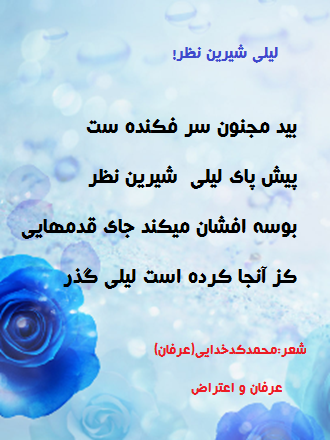 لیلی شیرین نظر!
بید مجنون سر فکنده ست
پیش پای لیلی شیرین نظر
بوسه افشان میکند جای قدمهایی
کز آنجا کرده است لیلی گذر
شعر:محمدکدخدایی(عرفان)
عرفان و اعتراض